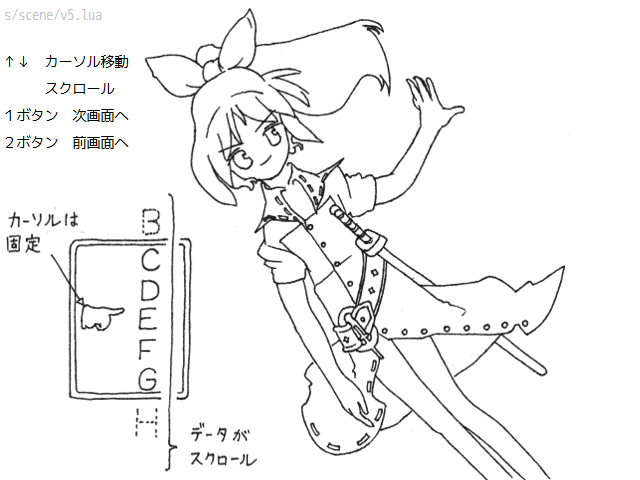 s/scene/v5.lua
↑↓　カーソル移動
スクロール
１ボタン　次画面へ
２ボタン　前画面へ
カーソルは
固定
B
C
D
E
F
G
H
データが
スクロール